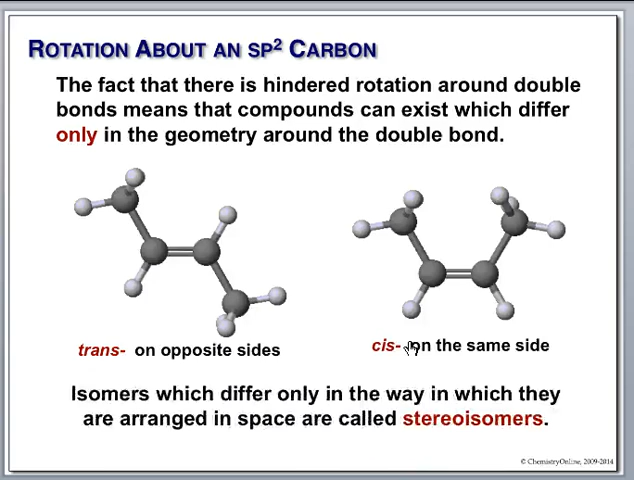 ROTATION ABOUT AN SP² CARBON
The fact that there is hindered rotation around double
bonds means that compounds can exist which differ
only in the geometry around the double bond.
trans- on opposite sides
cis- on the same side
Isomers which differ only in the way in which they
are arranged in space are called stereoisomers.
© ChemistryOnline, 2009-2014